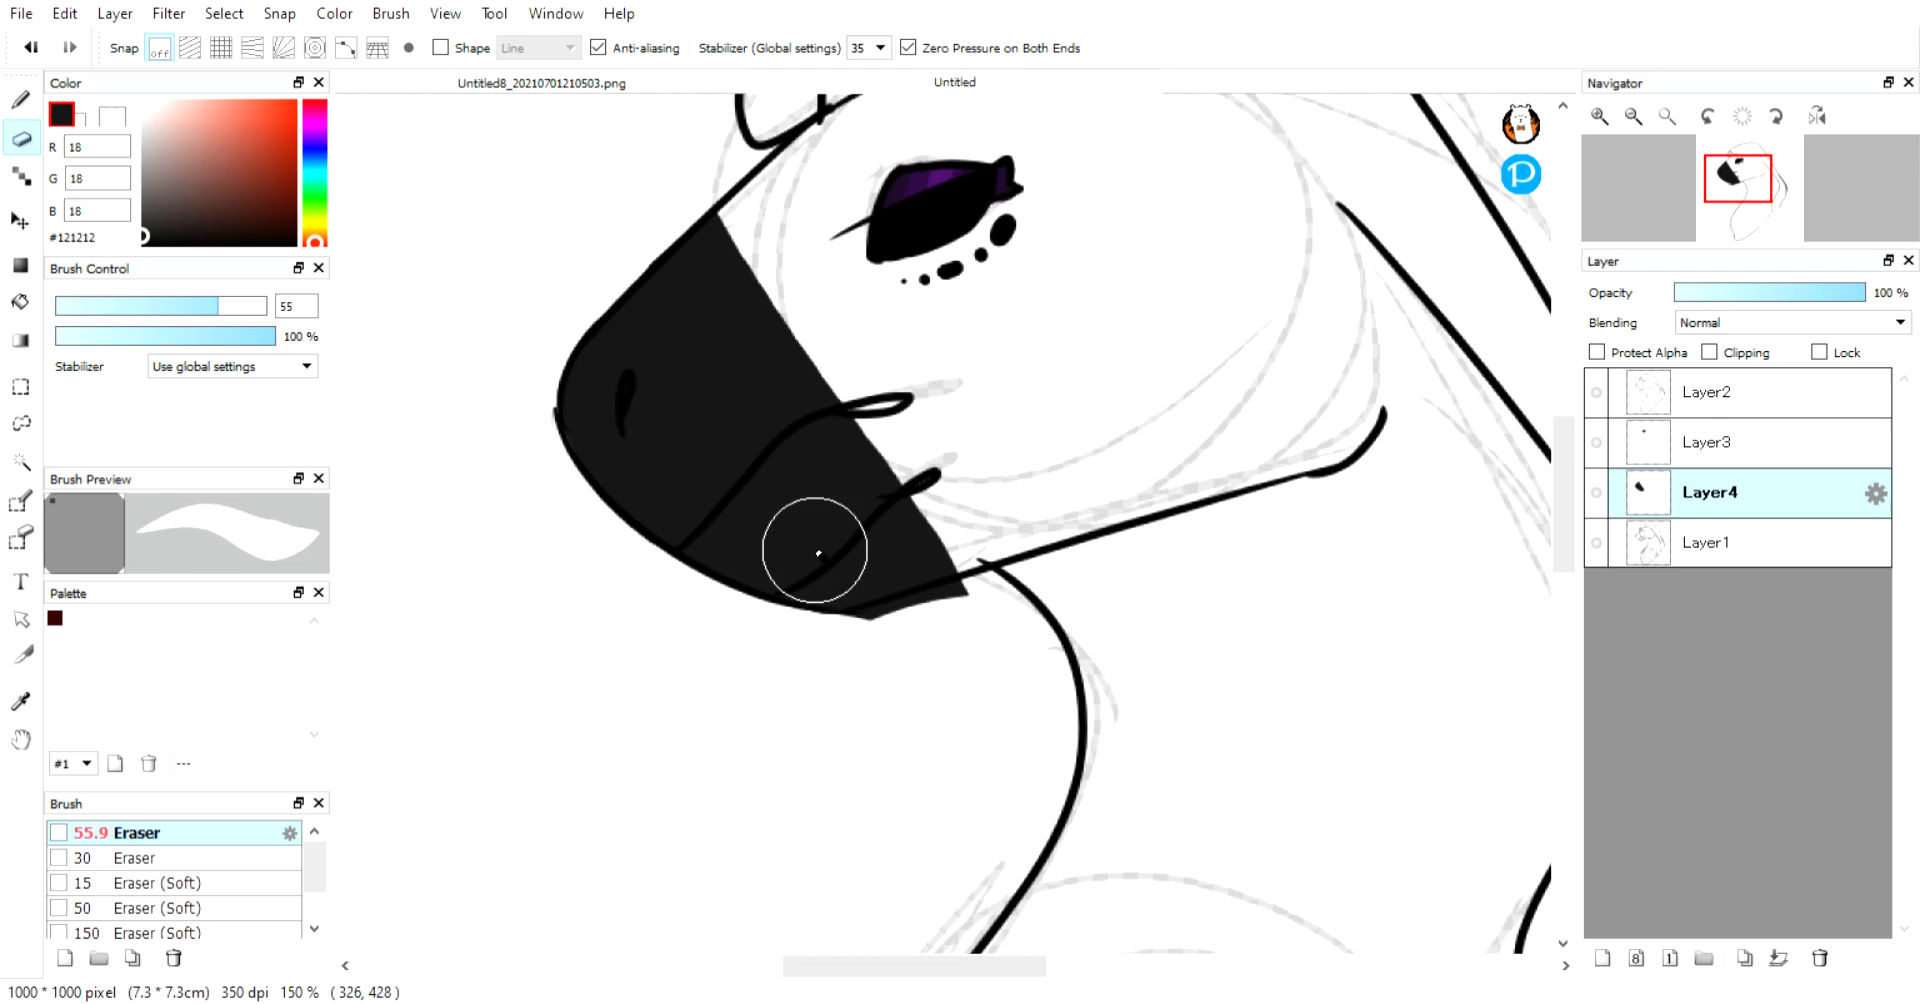 File Edit Layer Filter Select Snap Color Brush View Tool Window Help
Snap off Shape Line Anti-aliasing Stabilizer (Global settings) 35 Zero Pressure on Both Ends
Color
Untitled8_20210701210503.png
Untitled
Navigator
R 18
G 18
B 18
#121212
Brush Control
55
100 %
Stabilizer Use global settings
Brush Preview
*
Palette
#1
---
Brush
55.9 Eraser
30 Eraser
15 Eraser (Soft)
50 Eraser (Soft)
150 Eraser (Soft)
P
Layer
Opacity 100 %
Blending Normal
Protect Alpha Clipping Lock
Layer2
Layer3
Layer4
Layer1
8 1
T
1000 * 1000 pixel (7.3 * 7.3cm) 350 dpi 150 % ( 326, 428 )